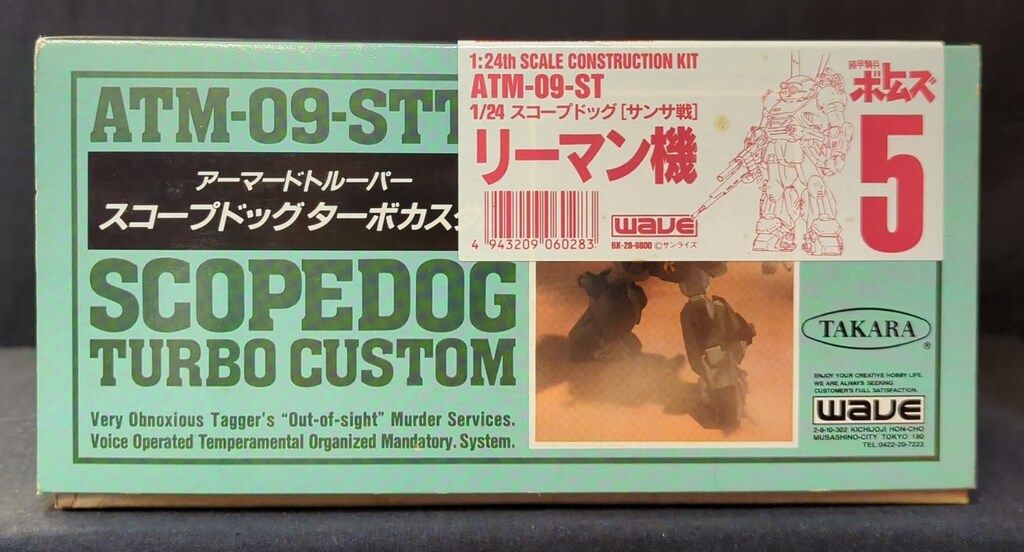 ATM-09-STT
アーマードトルーパー
スコープドッグ ターボカスタ
SCOPEDOG
TURBO CUSTOM
Very Obnoxious Tagger's "Out-of-sight" Murder Services.
Voice Operated Temperamental Organized Mandatory. System.
1:24th SCALE CONSTRUCTION KIT
ATM-09-ST
1/24 スコープドッグ [サンサ戦]
リーマン機
4 943209 060283
WAVE
BX-28-9800 ©サンライズ
装甲騎兵
ボトムズ
5
TAKARA®
ENJOY YOUR CREATIVE HOBBY LIFE.
WE ARE ALWAYS SEEKING
CUSTOMER'S FULL SATISFACTION.
WAVE
2-8-10-302 KICHIJOJI HON-CHO
MUSASHINO-CITY TOKYO 180
TEL.0422-20-7223